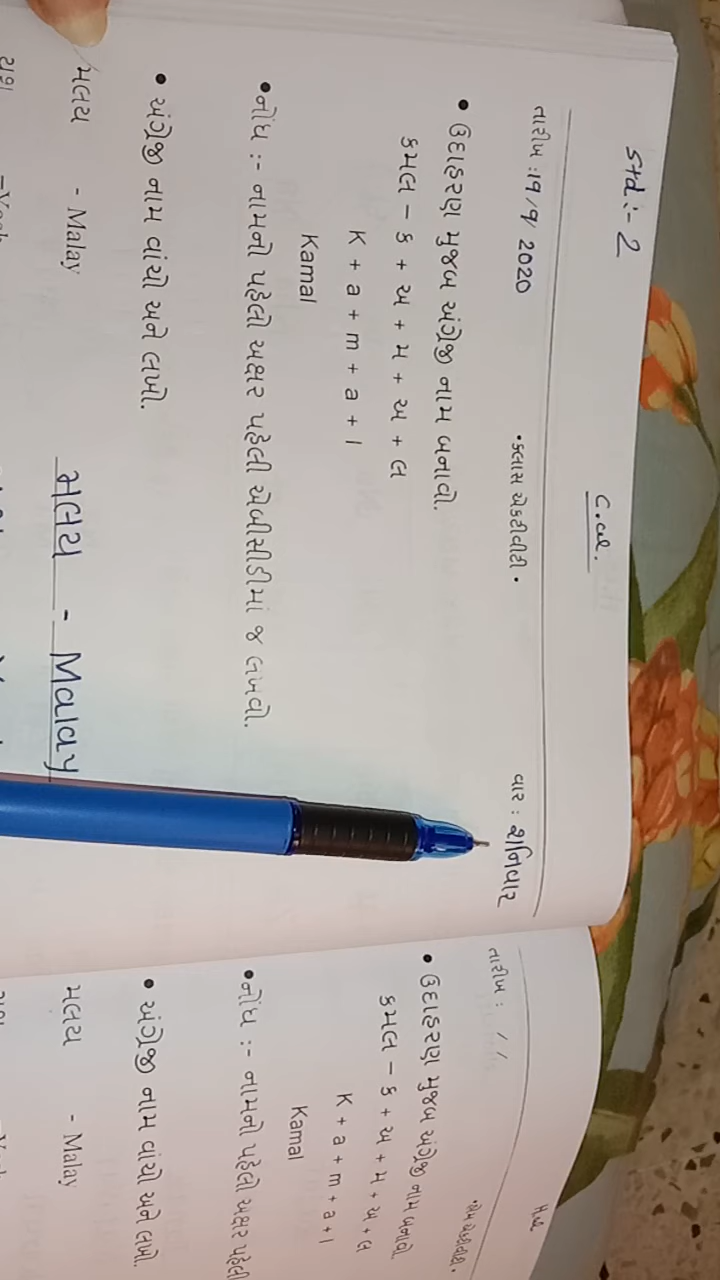 Std :- 2
C.w.
તારીખ : 19/9/2020 • ક્લાસ એક્ટીવીટી • વાર : શનિવાર
• ઉદાહરણ મુજબ અંગ્રેજી નામ બનાવો.
કમલ – ક + અ + મ + અ + લ
K + a + m + a + l
Kamal
• નોંધ :- નામનો પહેલો અક્ષર પહેલી એબીસીડીમાં જ લખવો.
• અંગ્રેજી નામ વાંચો અને લખો.
મલય - Malay મલય - Malay
તારીખ : / /
• ઉદાહરણ મુજબ અંગ્રેજી નામ બનાવો.
કમલ – ક + અ + મ + અ + લ
K + a + m + a + l
Kamal
• નોંધ :- નામનો પહેલો અક્ષર પહેલી
• અંગ્રેજી નામ વાંચો અને લખો.
મલય - Malay